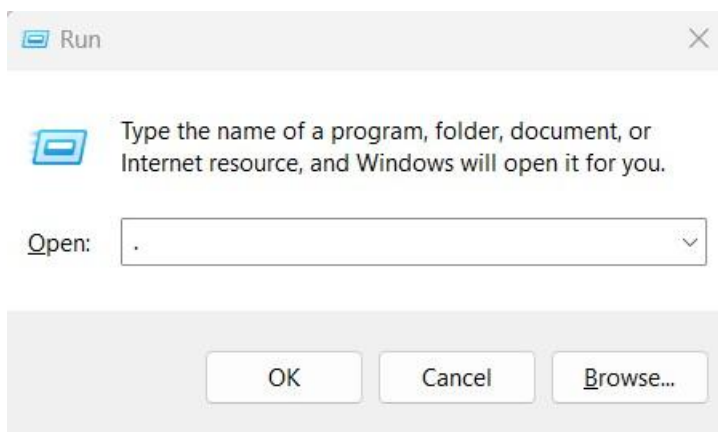 Run
Type the name of a program, folder, document, or
Internet resource, and Windows will open it for you.
Open: .
OK Cancel Browse...